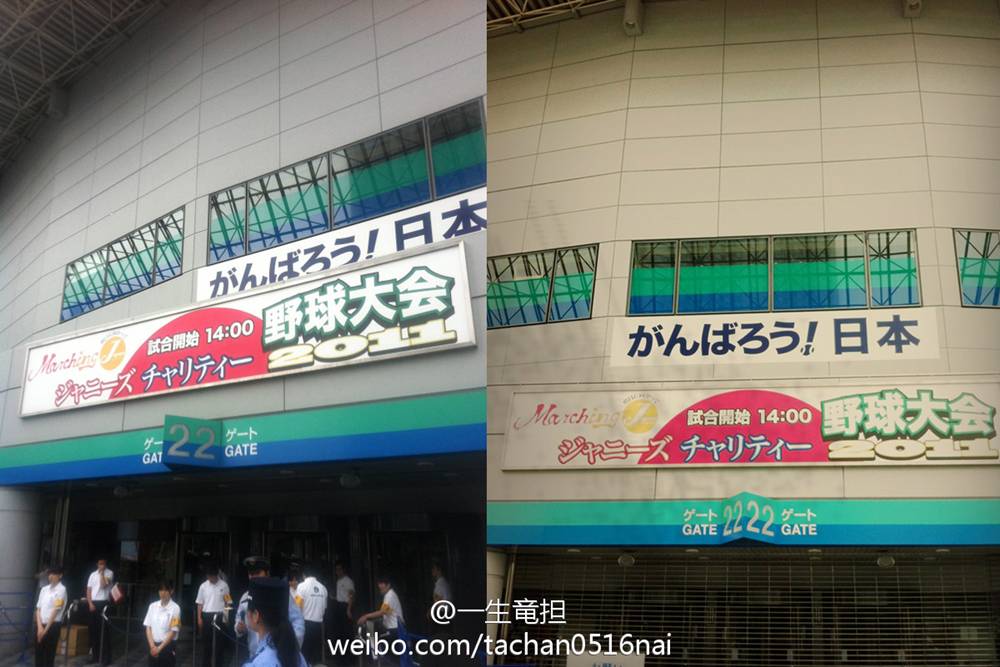 がんばろう!日本
Marching J
試合開始 14:00
ジャニーズ チャリティー
野球大会
2011
ゲート 22 ゲート
GATE GATE
がんばろう!日本
Marching J
試合開始 14:00
ジャニーズ チャリティー
野球大会
2011
ゲート 22 22 ゲート
GATE GATE
@一生竜担
weibo.com/tachan0516nai